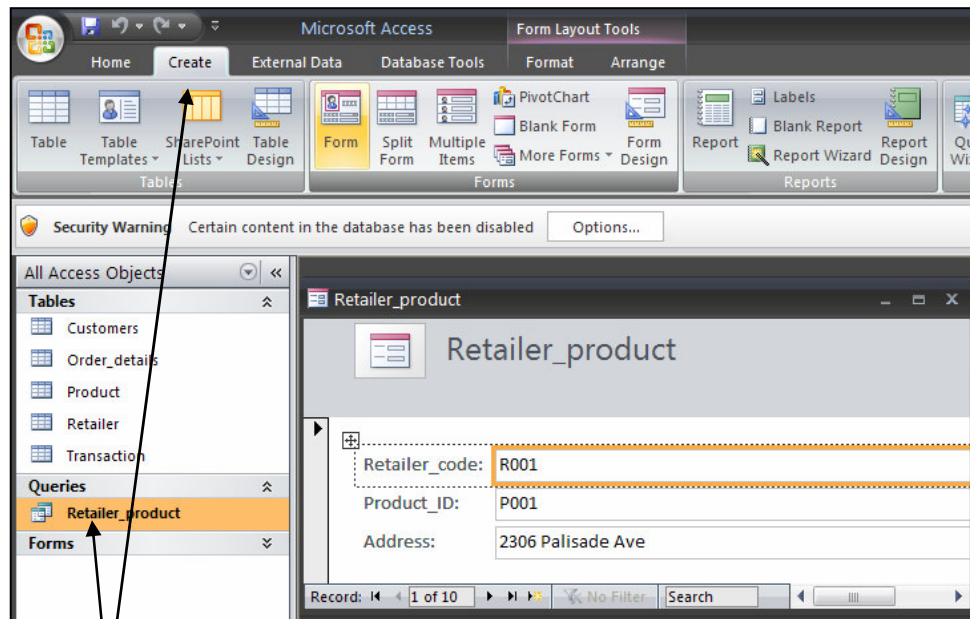 Microsoft Access
Form Layout Tools
Home Create External Data Database Tools Format Arrange
Table
Table Templates
SharePoint Lists
Table Design
Tables
Form
Split Form
Multiple Items
PivotChart
Blank Form
More Forms
Form Design
Forms
Report
Labels
Blank Report
Report Wizard
Report Design
Reports
Security Warning Certain content in the database has been disabled Options...
All Access Objects
Tables
Customers
Order_details
Product
Retailer
Transaction
Queries
Retailer_product
Forms
Retailer_product
Retailer_product
Retailer_code: R001
Product_ID: P001
Address: 2306 Palisade Ave
Record: 1 of 10 No Filter Search